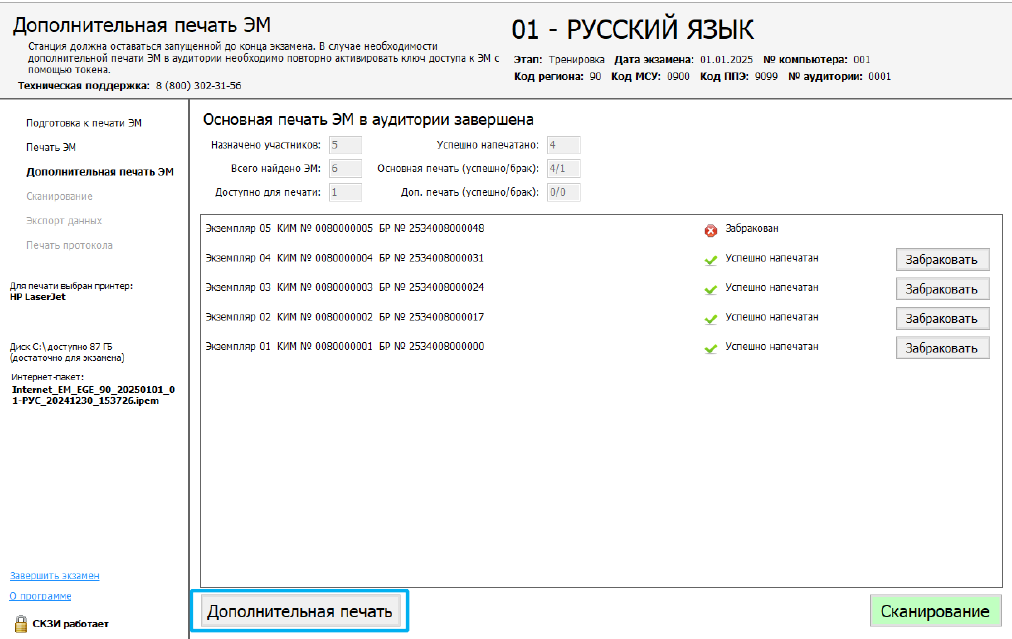 Дополнительная печать ЭМ
Станция должна оставаться запущенной до конца экзамена. В случае необходимости
дополнительной печати ЭМ в аудитории необходимо повторно активировать ключ доступа к ЭМ с
помощью токена.
Техническая поддержка: 8 (800) 302-31-56
01 - РУССКИЙ ЯЗЫК
Этап: Тренировка Дата экзамена: 01.01.2025 № компьютера: 001
Код региона: 90 Код МСУ: 0900 Код ППЭ: 9099 № аудитории: 0001
Подготовка к печати ЭМ
Печать ЭМ
Дополнительная печать ЭМ
Сканирование
Экспорт данных
Печать протокола
Для печати выбран принтер:
HP LaserJet
Диск C:\ доступно 87 ГБ
(достаточно для экзамена)
Интернет-пакет:
Internet_EM_EGE_90_20250101_0
1-РУС_20241230_153726.ipem
Завершить экзамен
О программе
СКЗИ работает
Основная печать ЭМ в аудитории завершена
Назначено участников: 5 Успешно напечатано: 4
Всего найдено ЭМ: 6 Основная печать (успешно/брак): 4/1
Доступно для печати: 1 Доп. печать (успешно/брак): 0/0
Экземпляр 05 КИМ № 0080000005 БР № 2534008000048 Забракован
Экземпляр 04 КИМ № 0080000004 БР № 2534008000031 Успешно напечатан Забраковать
Экземпляр 03 КИМ № 0080000003 БР № 2534008000024 Успешно напечатан Забраковать
Экземпляр 02 КИМ № 0080000002 БР № 2534008000017 Успешно напечатан Забраковать
Экземпляр 01 КИМ № 0080000001 БР № 2534008000000 Успешно напечатан Забраковать
Дополнительная печать Сканирование